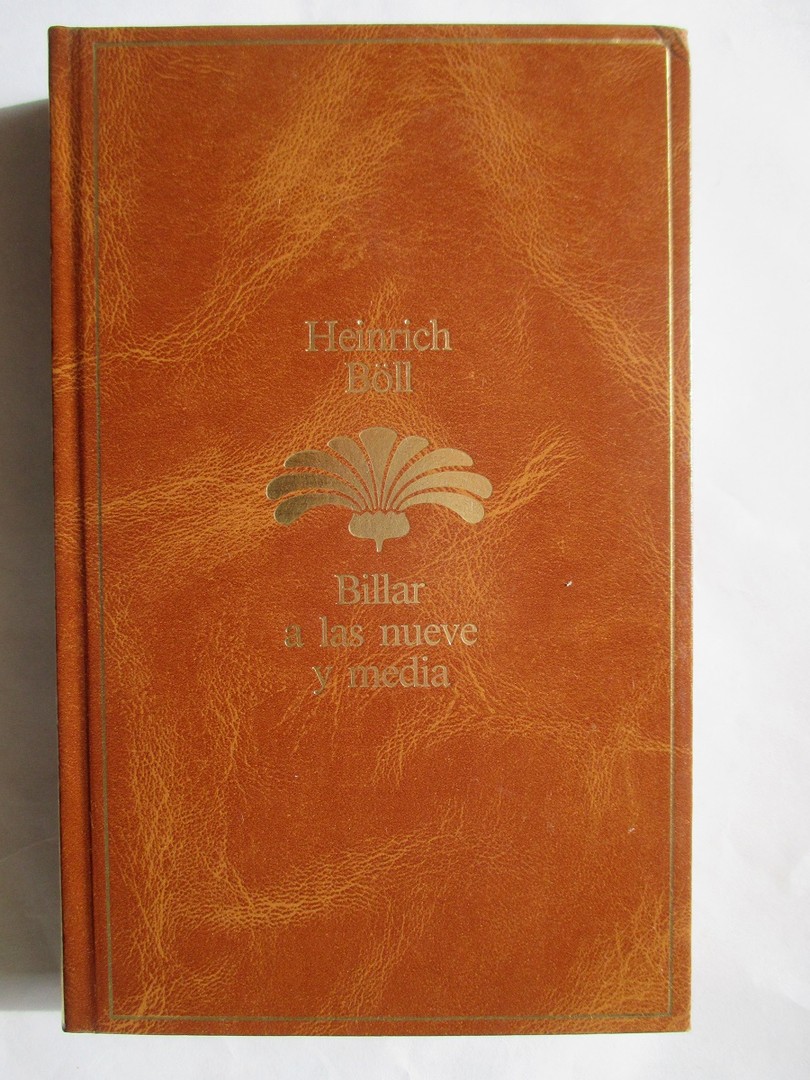 Heinrich
Böll
Billar
a las nueve
y media